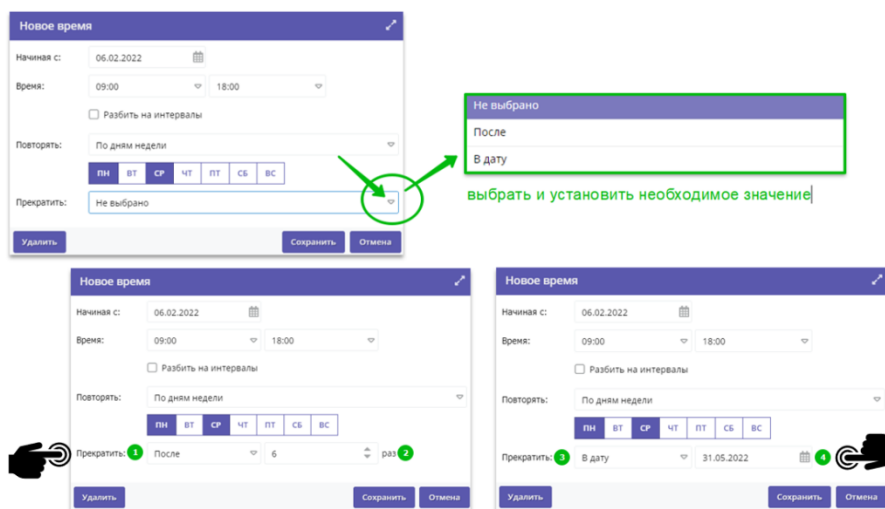 Новое время
Начиная с: 06.02.2022
Время: 09:00 18:00
Разбить на интервалы
Повторять: По дням недели
ПН ВТ СР ЧТ ПТ СБ ВС
Прекратить: Не выбрано
Удалить Сохранить Отмена
Не выбрано
После
В дату
выбрать и установить необходимое значение
Новое время
Начиная с: 06.02.2022
Время: 09:00 18:00
Разбить на интервалы
Повторять: По дням недели
ПН ВТ СР ЧТ ПТ СБ ВС
Прекратить: 1 После 6 раз 2
Удалить Сохранить Отмена
Новое время
Начиная с: 06.02.2022
Время: 09:00 18:00
Разбить на интервалы
Повторять: По дням недели
ПН ВТ СР ЧТ ПТ СБ ВС
Прекратить: 3 В дату 31.05.2022 4
Удалить Сохранить Отмена